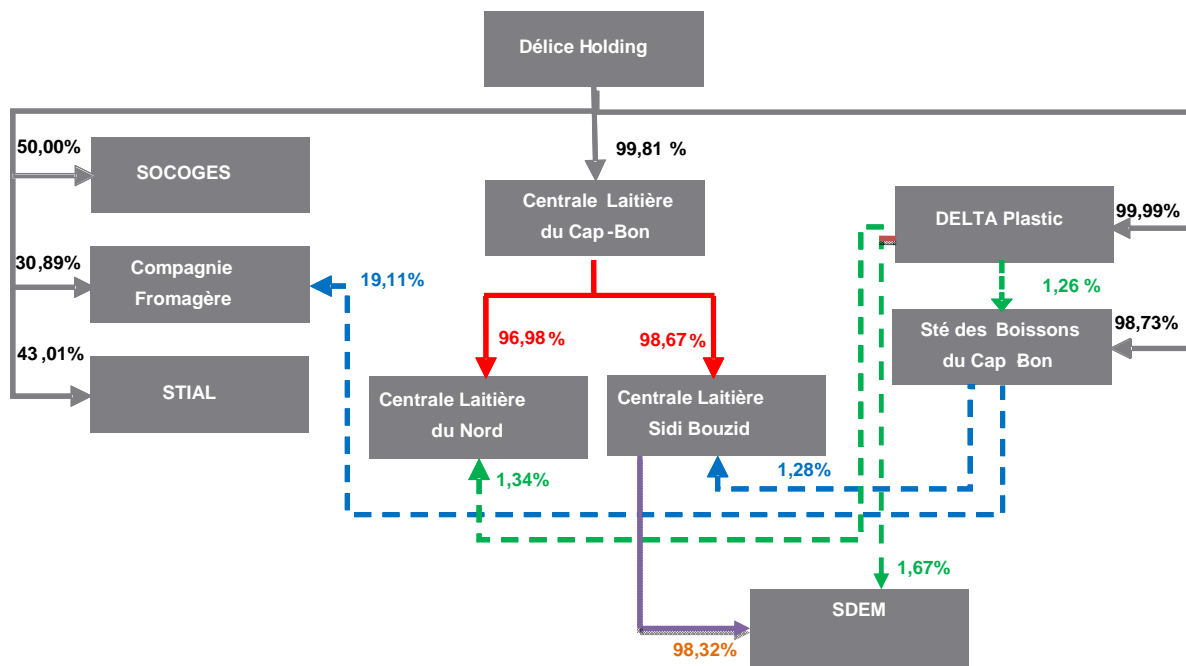 Délice Holding
50,00%
SOCOGES
99,81 %
Centrale Laitière
du Cap-Bon
DELTA Plastic
99,99%
30,89%
Compagnie
Fromagère
19,11%
1,26 %
Sté des Boissons
du Cap Bon
98,73%
96,98%
98,67%
43,01%
STIAL
Centrale Laitière
du Nord
Centrale Laitière
Sidi Bouzid
1,34%
1,28%
1,67%
SDEM
98,32%